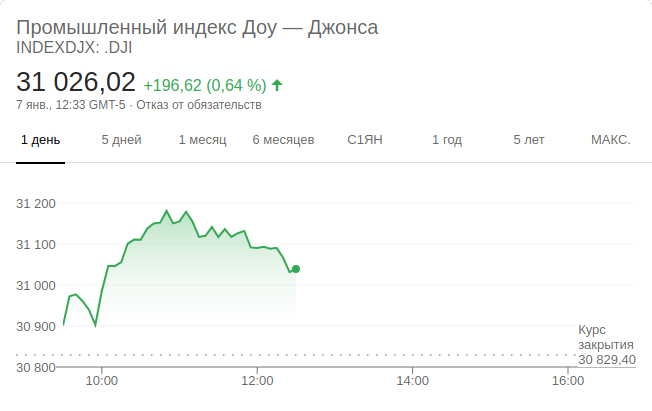 Промышленный индекс Доу — Джонса
INDEXDJX: .DJI
31 026,02 +196,62 (0,64 %) ↑
7 янв., 12:33 GMT-5 · Отказ от обязательств
1 день 5 дней 1 месяц 6 месяцев С1ЯН 1 год 5 лет МАКС.
31 200
31 100
31 000
30 900
Курс
закрытия
30 829,40
30 800
10:00 12:00 14:00 16:00